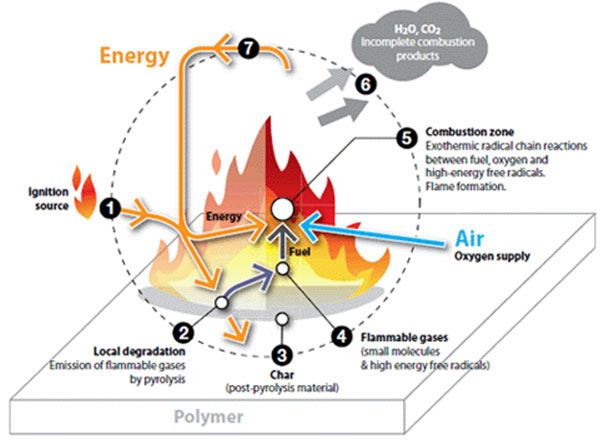 H2O, CO2
Incomplete combustion
products
Energy
7
6
5
Combustion zone
Exothermic radical chain reactions
between fuel, oxygen and
high-energy free radicals.
Flame formation.
Ignition
source
1
Energy
Fuel
Air
Oxygen supply
2
Local degradation
Emission of flammable gases
by pyrolysis
3
Char
(post-pyrolysis material)
4
Flammable gases
(small molecules
& high energy free radicals)
Polymer